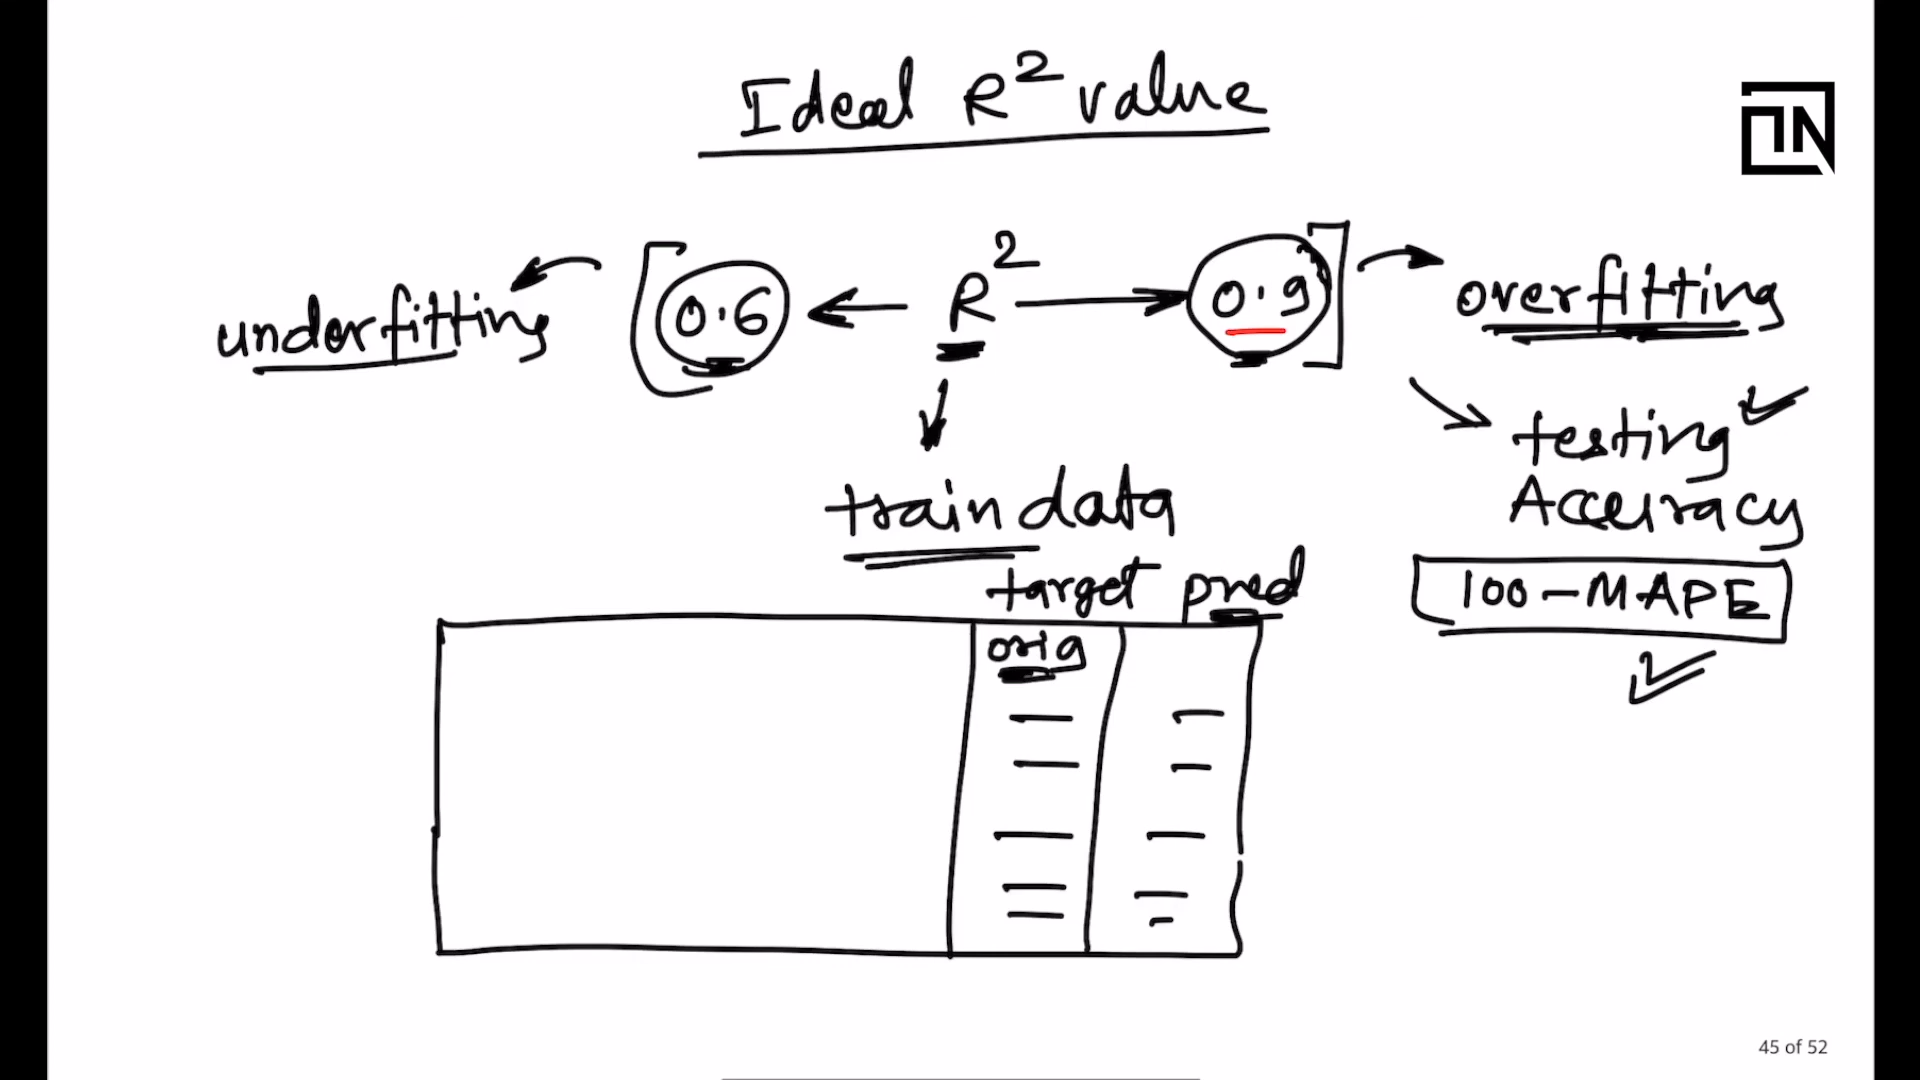 Ideal R² value
underfitting [0.6 ← R² → 0.9] overfitting
testing
Accuracy
train data
target pred
100-MAPE
orig
45 of 52